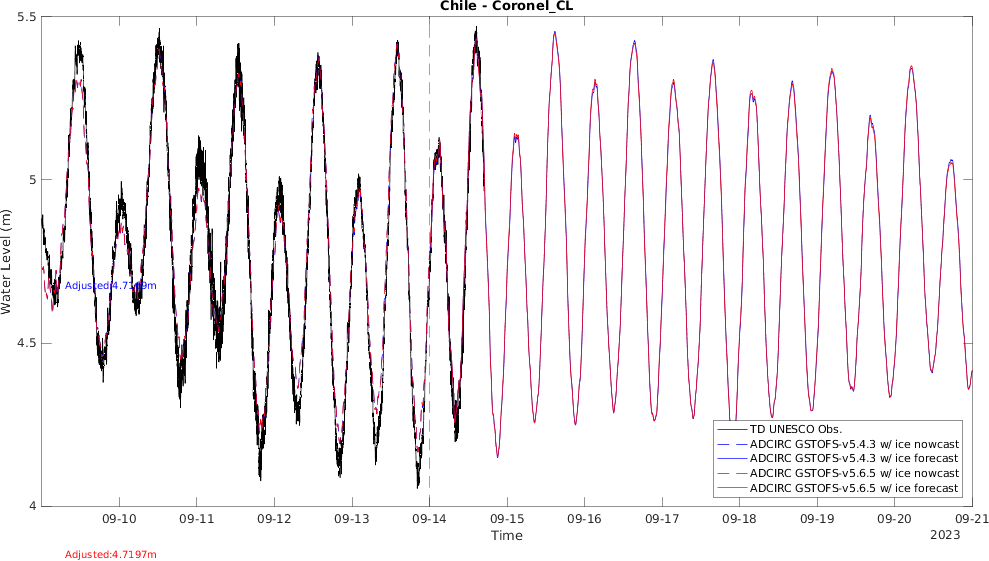 Chile - Coronel_CL
5.5
5
4.5
4
Water Level (m)
Adjusted:4.7199m
TD UNESCO Obs.
ADCIRC GSTOFS-v5.4.3 w/ ice nowcast
ADCIRC GSTOFS-v5.4.3 w/ ice forecast
ADCIRC GSTOFS-v5.6.5 w/ ice nowcast
ADCIRC GSTOFS-v5.6.5 w/ ice forecast
09-10 09-11 09-12 09-13 09-14 09-15 09-16 09-17 09-18 09-19 09-20 09-21
Time
2023
Adjusted:4.7197m